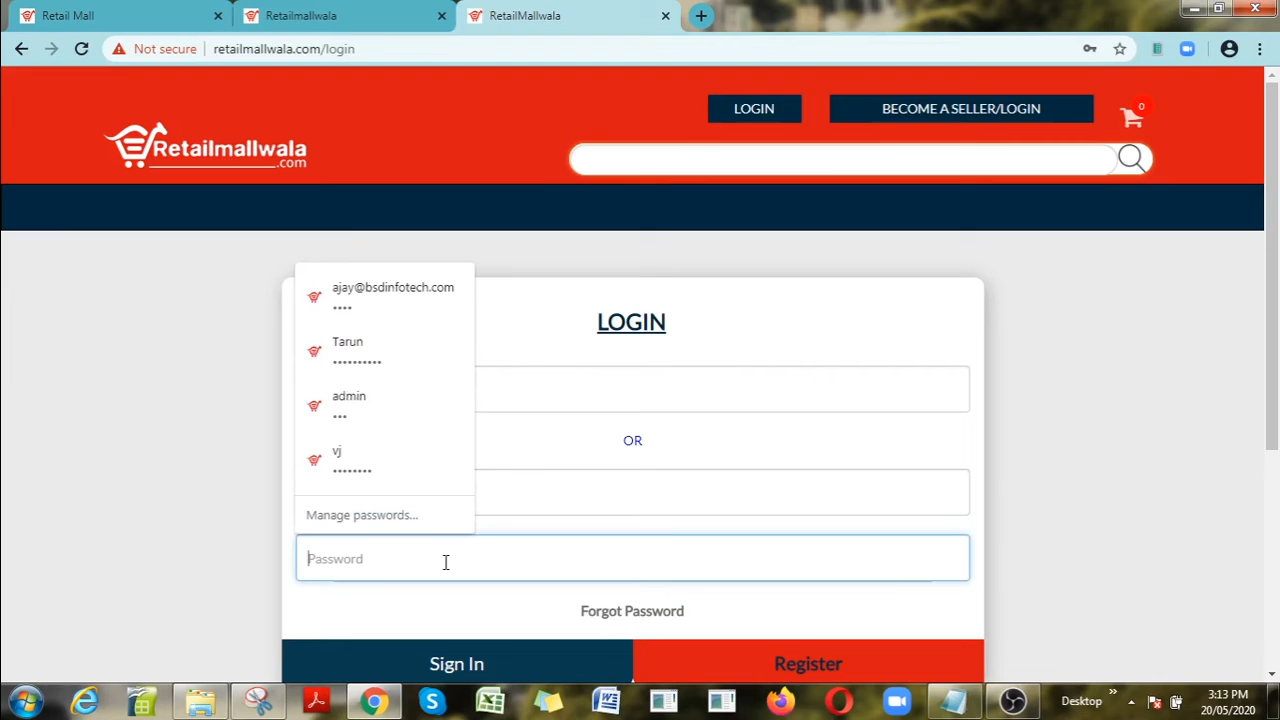 Retail Mall
Retailmallwala
RetailMallwala
Not secure
retailmallwala.com/login
LOGIN
BECOME A SELLER/LOGIN
0
Retailmallwala
.com
ajay@bsdinfotech.com
••••
LOGIN
Tarun
••••••••••
admin
•••
OR
vj
••••••••
Manage passwords...
Password
Forgot Password
Sign In
Register
Desktop
3:13 PM
20/05/2020